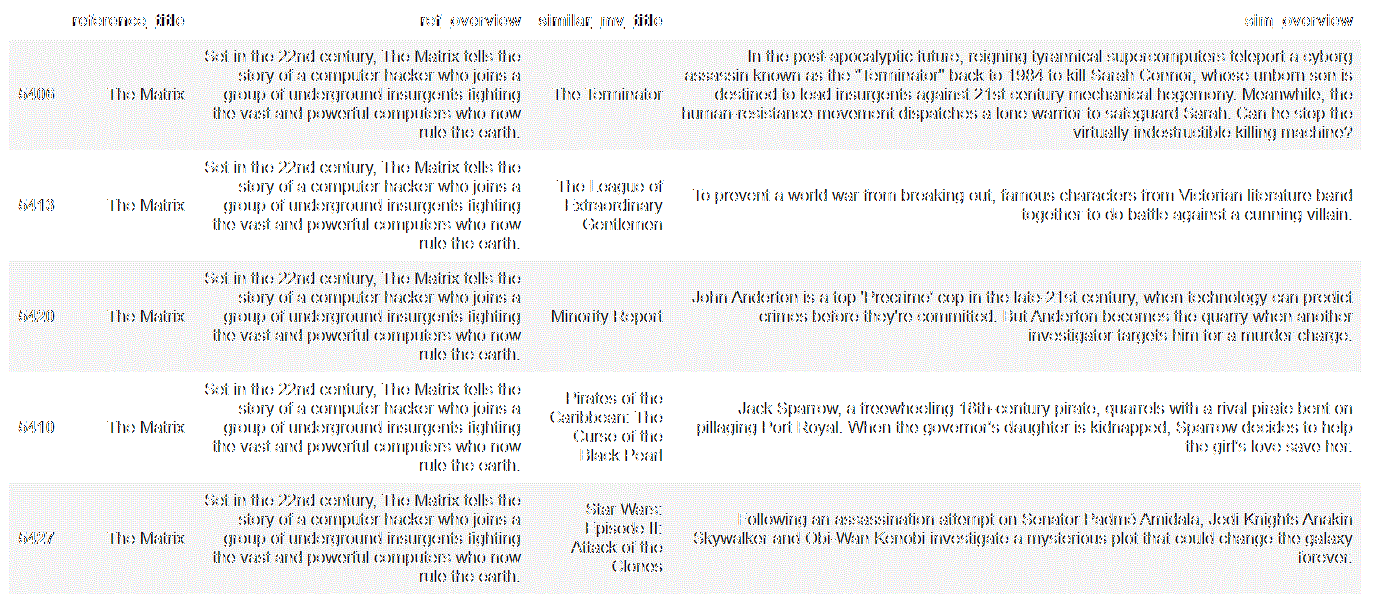 reference_title ref_overview similar_mv_title sim_overview
5406 The Matrix Set in the 22nd century, The Matrix tells the story of a computer hacker who joins a group of underground insurgents fighting the vast and powerful computers who now rule the earth. The Terminator In the post-apocalyptic future, reigning tyrannical supercomputers teleport a cyborg assassin known as the "Terminator" back to 1984 to kill Sarah Connor, whose unborn son is destined to lead insurgents against 21st century mechanical hegemony. Meanwhile, the human-resistance movement dispatches a lone warrior to safeguard Sarah. Can he stop the virtually indestructible killing machine?
5413 The Matrix Set in the 22nd century, The Matrix tells the story of a computer hacker who joins a group of underground insurgents fighting the vast and powerful computers who now rule the earth. The League of Extraordinary Gentlemen To prevent a world war from breaking out, famous characters from Victorian literature band together to do battle against a cunning villain.
5420 The Matrix Set in the 22nd century, The Matrix tells the story of a computer hacker who joins a group of underground insurgents fighting the vast and powerful computers who now rule the earth. Minority Report John Anderton is a top 'Precrime' cop in the late-21st century, when technology can predict crimes before they're committed. But Anderton becomes the quarry when another investigator targets him for a murder charge.
5410 The Matrix Set in the 22nd century, The Matrix tells the story of a computer hacker who joins a group of underground insurgents fighting the vast and powerful computers who now rule the earth. Pirates of the Caribbean: The Curse of the Black Pearl Jack Sparrow, a freewheeling 18th-century pirate, quarrels with a rival pirate bent on pillaging Port Royal. When the governor's daughter is kidnapped, Sparrow decides to help the girl's love save her.
5427 The Matrix Set in the 22nd century, The Matrix tells the story of a computer hacker who joins a group of underground insurgents fighting the vast and powerful computers who now rule the earth. Star Wars: Episode II: Attack of the Clones Following an assassination attempt on Senator Padmé Amidala, Jedi Knights Anakin Skywalker and Obi-Wan Kenobi investigate a mysterious plot that could change the galaxy forever.